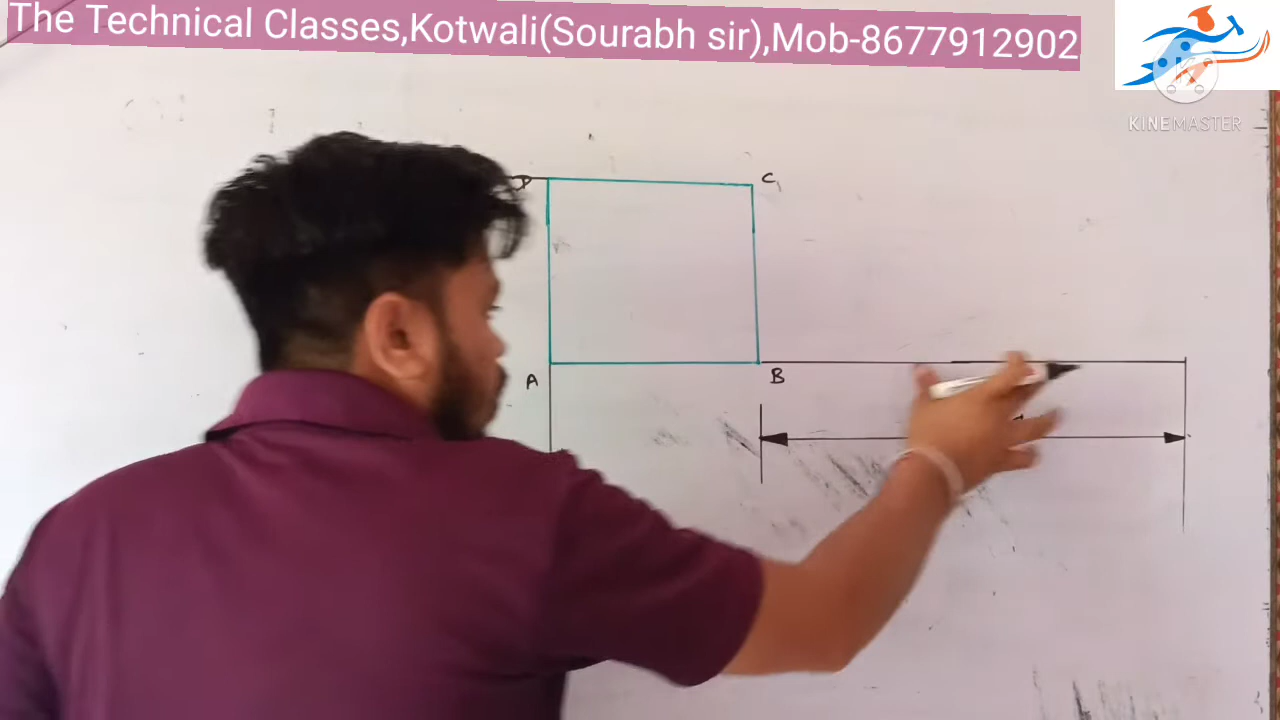 The Technical Classes,Kotwali(Sourabh sir),Mob-8677912902
KINEMASTER
D
C
A
B